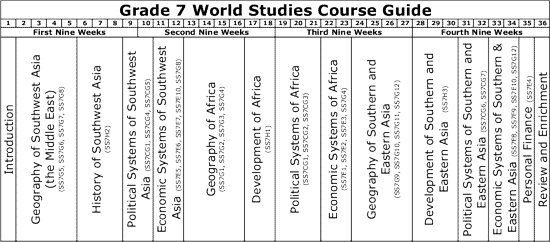 Grade 7 World Studies Course Guide
1 2 3 4 5 6 7 8 9 10 11 12 13 14 15 16 17 18 19 20 21 22 23 24 25 26 27 28 29 30 31 32 33 34 35 36
First Nine Weeks Second Nine Weeks Third Nine Weeks Fourth Nine Weeks
Introduction
Geography of Southwest Asia
(the Middle East)
(SS7G5, SS7G6, SS7G7, SS7G8)
History of Southwest Asia
(SS7H2)
Political Systems of Southwest
Asia (SS7CG1, SS7CG4, SS7CG5)
Economic Systems of Southwest
Asia (SS7E5, SS7E6, SS7E7, SS7E10, SS7G8)
Geography of Africa
(SS7G1, SS7G2, SS7G3, SS7G4)
Development of Africa
(SS7H1)
Political Systems of Africa
(SS7CG1, SS7CG2, SS7CG3)
Economic Systems of Africa
(SS7E1, SS7E2, SS7E3, SS7G4)
Geography of Southern and
Eastern Asia
(SS7G9, SS7G10, SS7G11, SS7G12)
Development of Southern and
Eastern Asia (SS7H3)
Political Systems of Southern and
Eastern Asia (SS7CG6, SS7CG7)
Economic Systems of Southern &
Eastern Asia (SS7E8, SS7E9, SS7E10, SS7G12)
Personal Finance (SS7E4)
Review and Enrichment